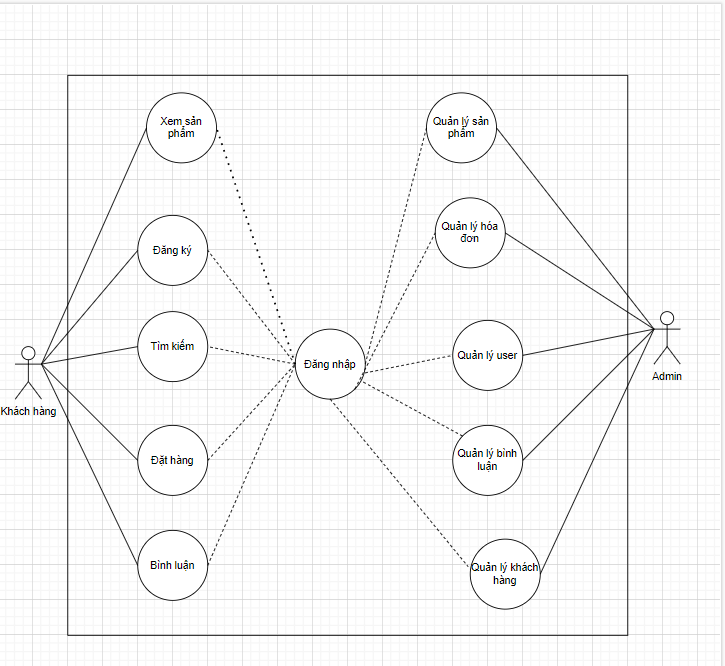 Xem sản
phẩm
Quản lý sản
phẩm
Đăng ký
Quản lý hóa
đơn
Tìm kiếm
Đăng nhập
Quản lý user
Khách hàng
Admin
Đặt hàng
Quản lý bình
luận
Bình luận
Quản lý khách
hàng